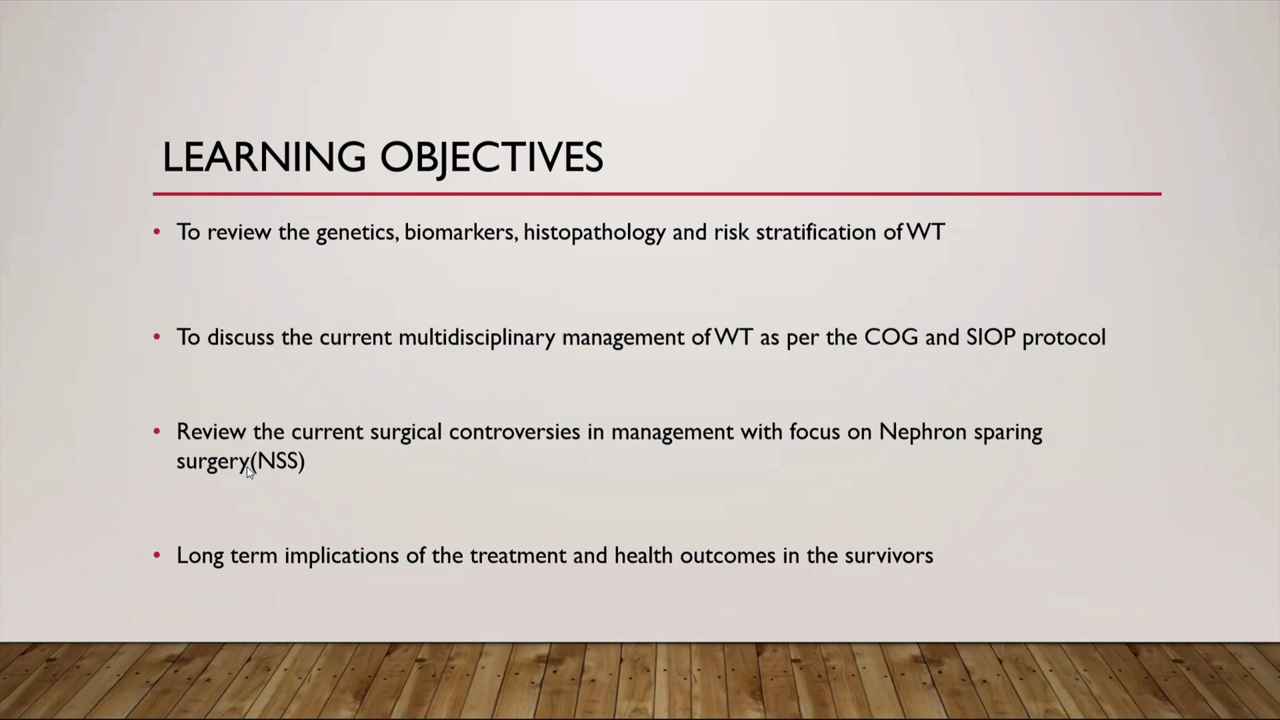 LEARNING OBJECTIVES
• To review the genetics, biomarkers, histopathology and risk stratification of WT
• To discuss the current multidisciplinary management of WT as per the COG and SIOP protocol
• Review the current surgical controversies in management with focus on Nephron sparing
surgery(NSS)
• Long term implications of the treatment and health outcomes in the survivors